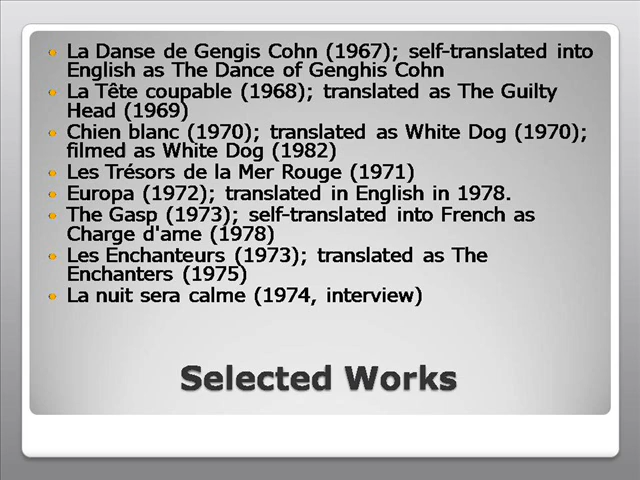 La Danse de Gengis Cohn (1967); self-translated into
English as The Dance of Genghis Cohn
La Tête coupable (1968); translated as The Guilty
Head (1969)
Chien blanc (1970); translated as White Dog (1970);
filmed as White Dog (1982)
Les Trésors de la Mer Rouge (1971)
Europa (1972); translated in English in 1978.
The Gasp (1973); self-translated into French as
Charge d'ame (1978)
Les Enchanteurs (1973); translated as The
Enchanters (1975)
La nuit sera calme (1974, interview)
Selected Works